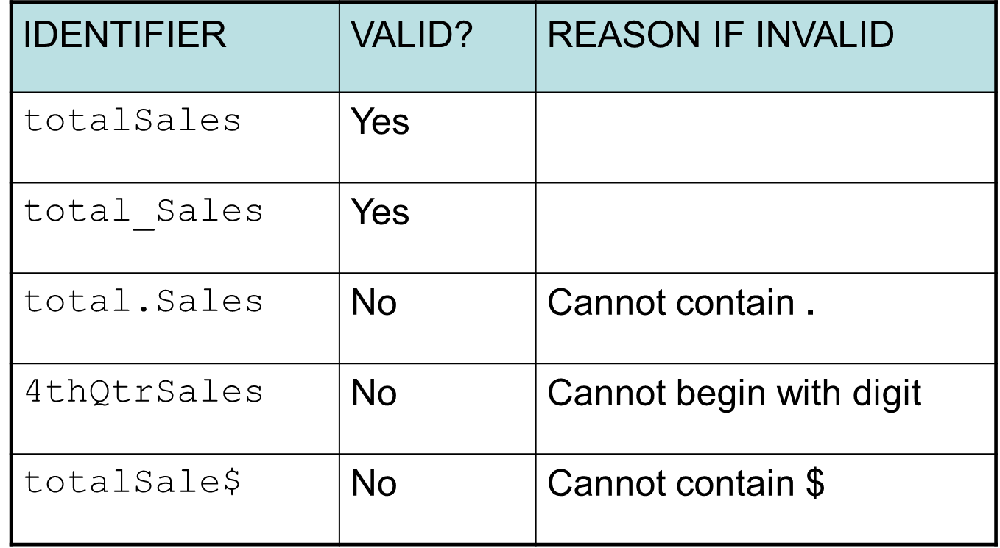 IDENTIFIER VALID? REASON IF INVALID
totalSales Yes
total_Sales Yes
total.Sales No Cannot contain .
4thQtrSales No Cannot begin with digit
totalSale$ No Cannot contain $